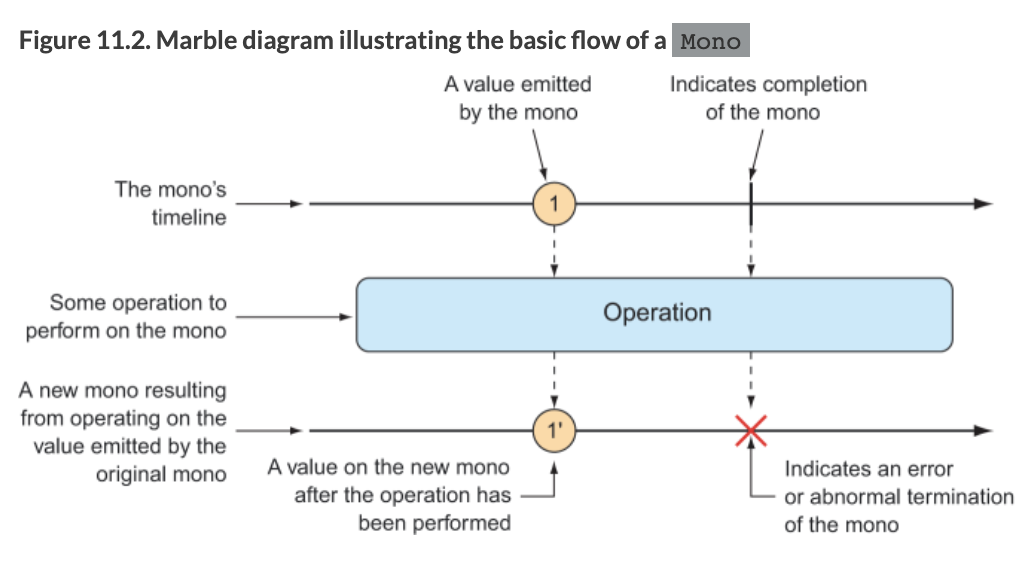 Figure 11.2. Marble diagram illustrating the basic flow of a Mono
A value emitted
by the mono
Indicates completion
of the mono
The mono's
timeline
1
Some operation to
perform on the mono
Operation
A new mono resulting
from operating on the
value emitted by the
original mono
1'
A value on the new mono
after the operation has
been performed
Indicates an error
or abnormal termination
of the mono